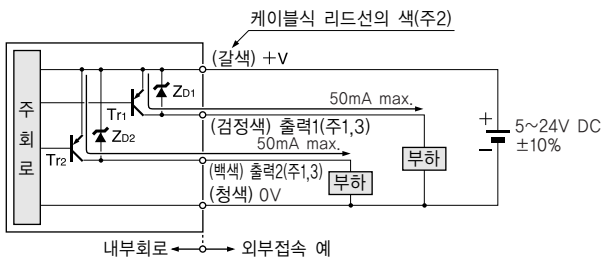 케이블식 리드선의 색(주2)
(갈색) +V
주회로
Tr1
ZD1
50mA max.
(검정색) 출력1(주1,3)
Tr2
ZD2
50mA max.
(백색) 출력2(주1,3)
(청색) 0V
부하
부하
+
5~24V DC
−
±10%
내부회로
외부접속 예